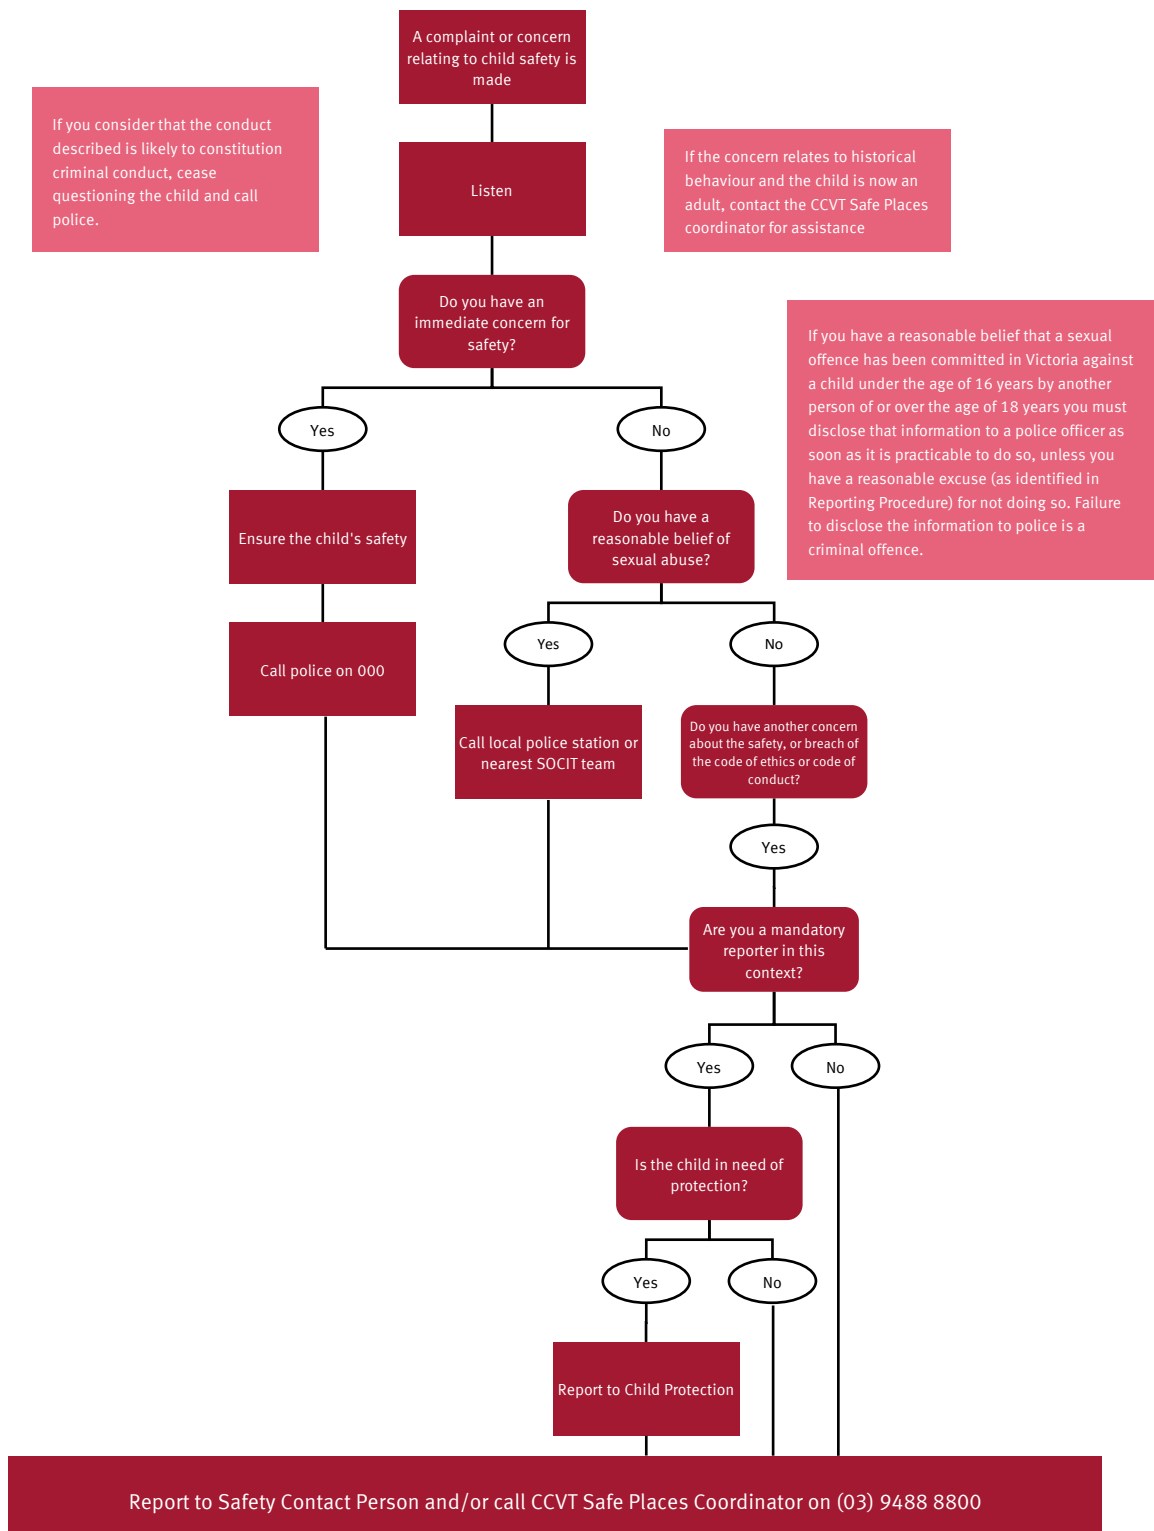 A complaint or concern
relating to child safety is
made
If you consider that the conduct
described is likely to constitution
criminal conduct, cease
questioning the child and call
police.
Listen
If the concern relates to historical
behaviour and the child is now an
adult, contact the CCVT Safe Places
coordinator for assistance
Do you have an
immediate concern for
safety?
If you have a reasonable belief that a sexual
offence has been committed in Victoria against
a child under the age of 16 years by another
person of or over the age of 18 years you must
disclose that information to a police officer as
soon as it is practicable to do so, unless you
have a reasonable excuse (as identified in
Reporting Procedure) for not doing so. Failure
to disclose the information to police is a
criminal offence.
Yes
No
Ensure the child's safety
Do you have a
reasonable belief of
sexual abuse?
Yes
No
Call police on 000
Call local police station or
nearest SOCIT team
Do you have another concern
about the safety, or breach of
the code of ethics or code of
conduct?
Yes
Are you a mandatory
reporter in this
context?
Yes
No
Is the child in need of
protection?
Yes
No
Report to Child Protection
Report to Safety Contact Person and/or call CCVT Safe Places Coordinator on (03) 9488 8800